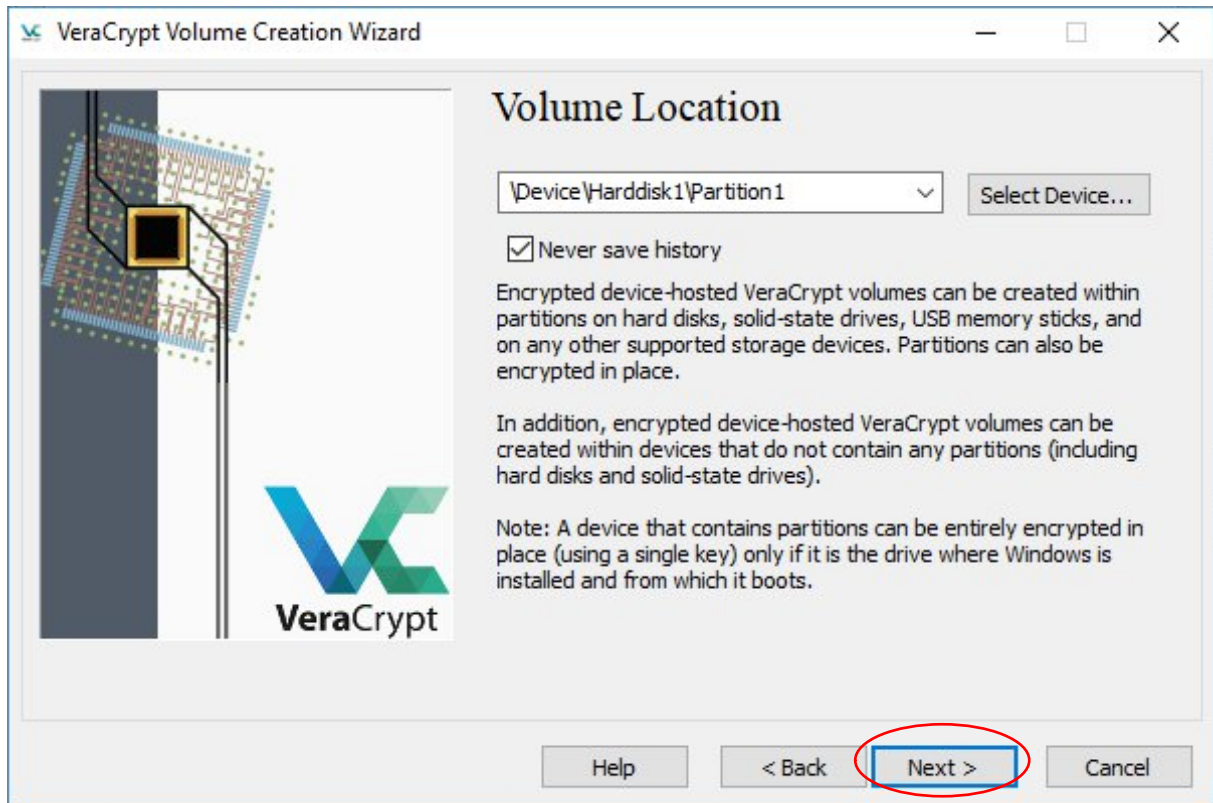 VeraCrypt Volume Creation Wizard
Volume Location
\Device\Harddisk1\Partition1
Select Device...
Never save history
Encrypted device-hosted VeraCrypt volumes can be created within
partitions on hard disks, solid-state drives, USB memory sticks, and
on any other supported storage devices. Partitions can also be
encrypted in place.
In addition, encrypted device-hosted VeraCrypt volumes can be
created within devices that do not contain any partitions (including
hard disks and solid-state drives).
Note: A device that contains partitions can be entirely encrypted in
place (using a single key) only if it is the drive where Windows is
installed and from which it boots.
VeraCrypt
Help
< Back
Next >
Cancel